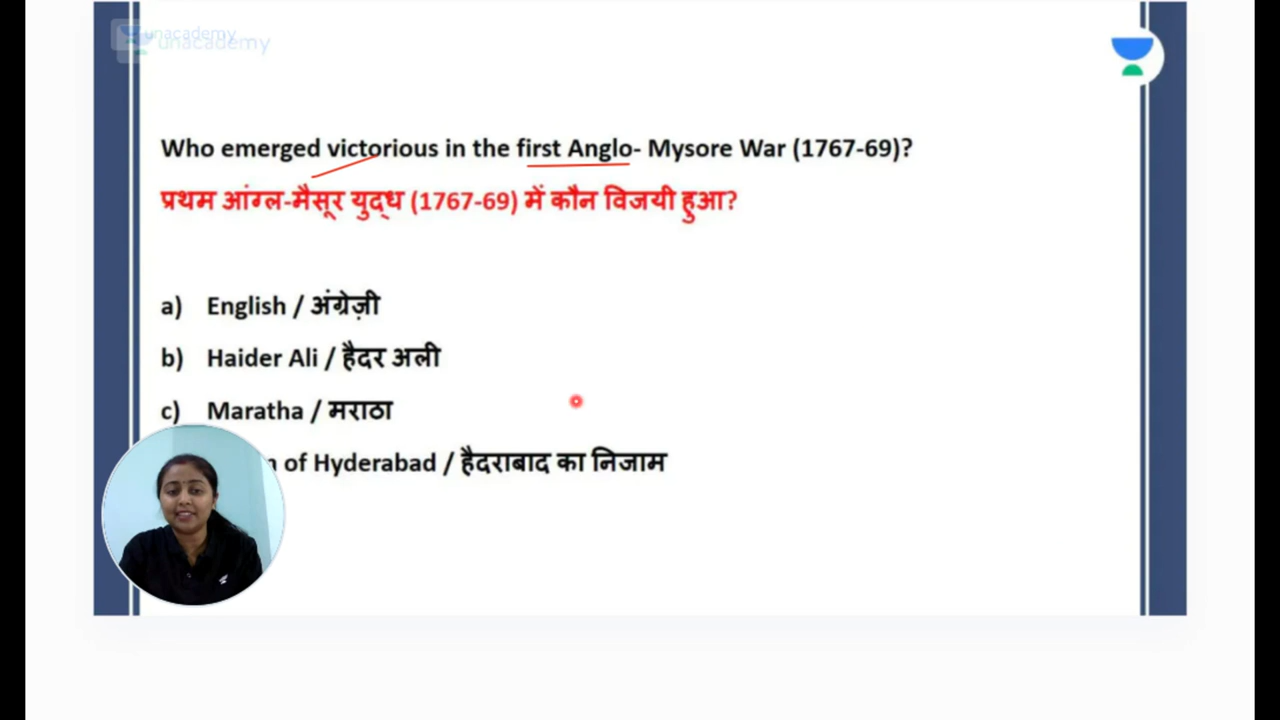 unacademy
unacademy
Who emerged victorious in the first Anglo- Mysore War (1767-69)?
प्रथम आंग्ल-मैसूर युद्ध (1767-69) में कौन विजयी हुआ?
a) English / अंग्रेज़ी
b) Haider Ali / हैदर अली
c) Maratha / मराठा
of Hyderabad / हैदराबाद का निजाम